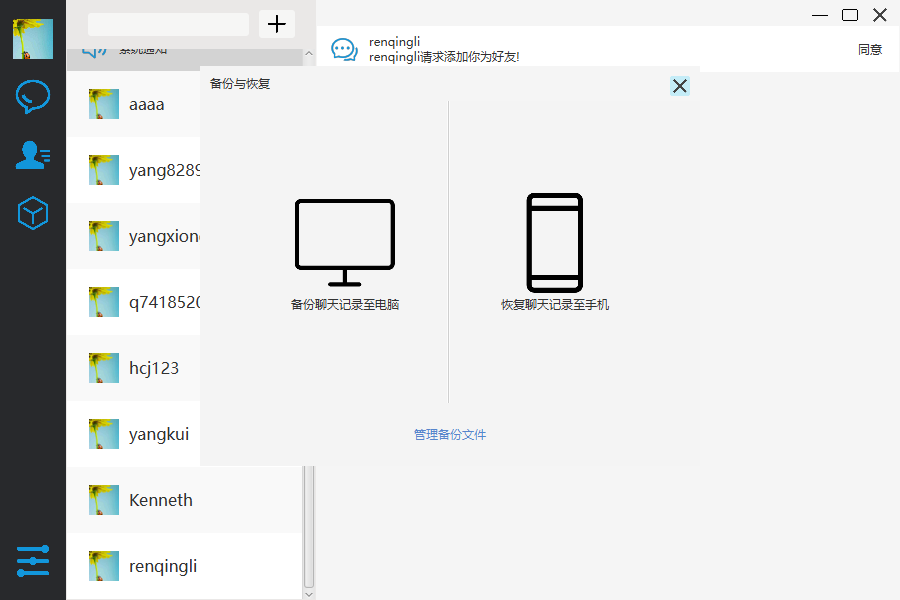 系统通知
aaaa
yang8289
yangxiong
q7418520
hcj123
yangkui
Kenneth
renqingli
renqingli
renqingli请求添加你为好友!
同意
备份与恢复
备份聊天记录至电脑
恢复聊天记录至手机
管理备份文件